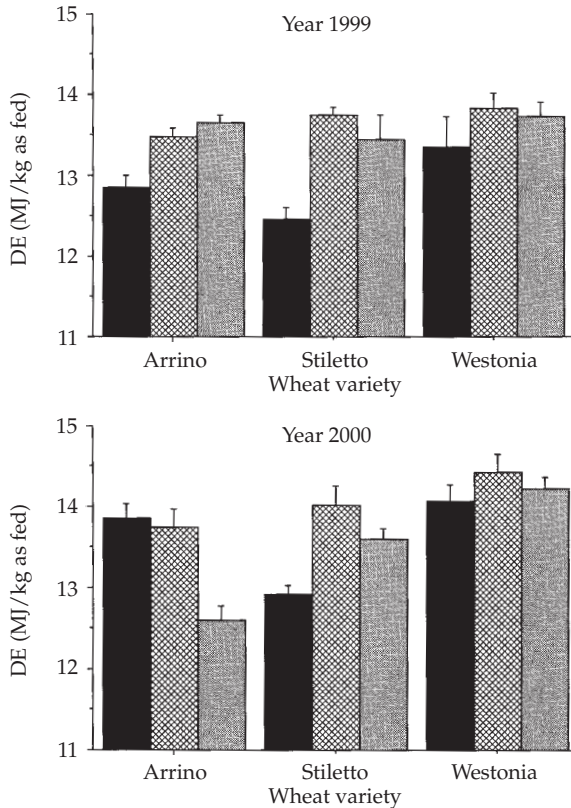 Year 1999
DE (MJ/kg as fed)
15
14
13
12
11
Arrino Stiletto Westonia
Wheat variety
Year 2000
DE (MJ/kg as fed)
15
14
13
12
11
Arrino Stiletto Westonia
Wheat variety